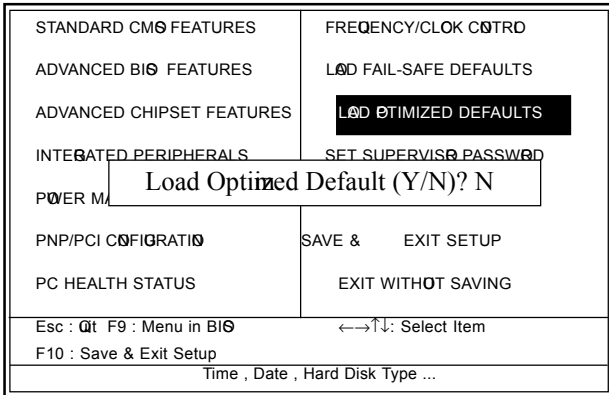 STANDARD CMOS FEATURES
FREQUENCY/CLOCK CONTROL
ADVANCED BIOS FEATURES
LOAD FAIL-SAFE DEFAULTS
ADVANCED CHIPSET FEATURES
LOAD OPTIMIZED DEFAULTS
INTEGRATED PERIPHERALS
SET SUPERVISOR PASSWORD
POWER MA
Load Optimized Default (Y/N)? N
PNP/PCI CONFIGURATION
SAVE & EXIT SETUP
PC HEALTH STATUS
EXIT WITHOUT SAVING
Esc : Quit F9 : Menu in BIOS
←→↑↓: Select Item
F10 : Save & Exit Setup
Time , Date , Hard Disk Type ...